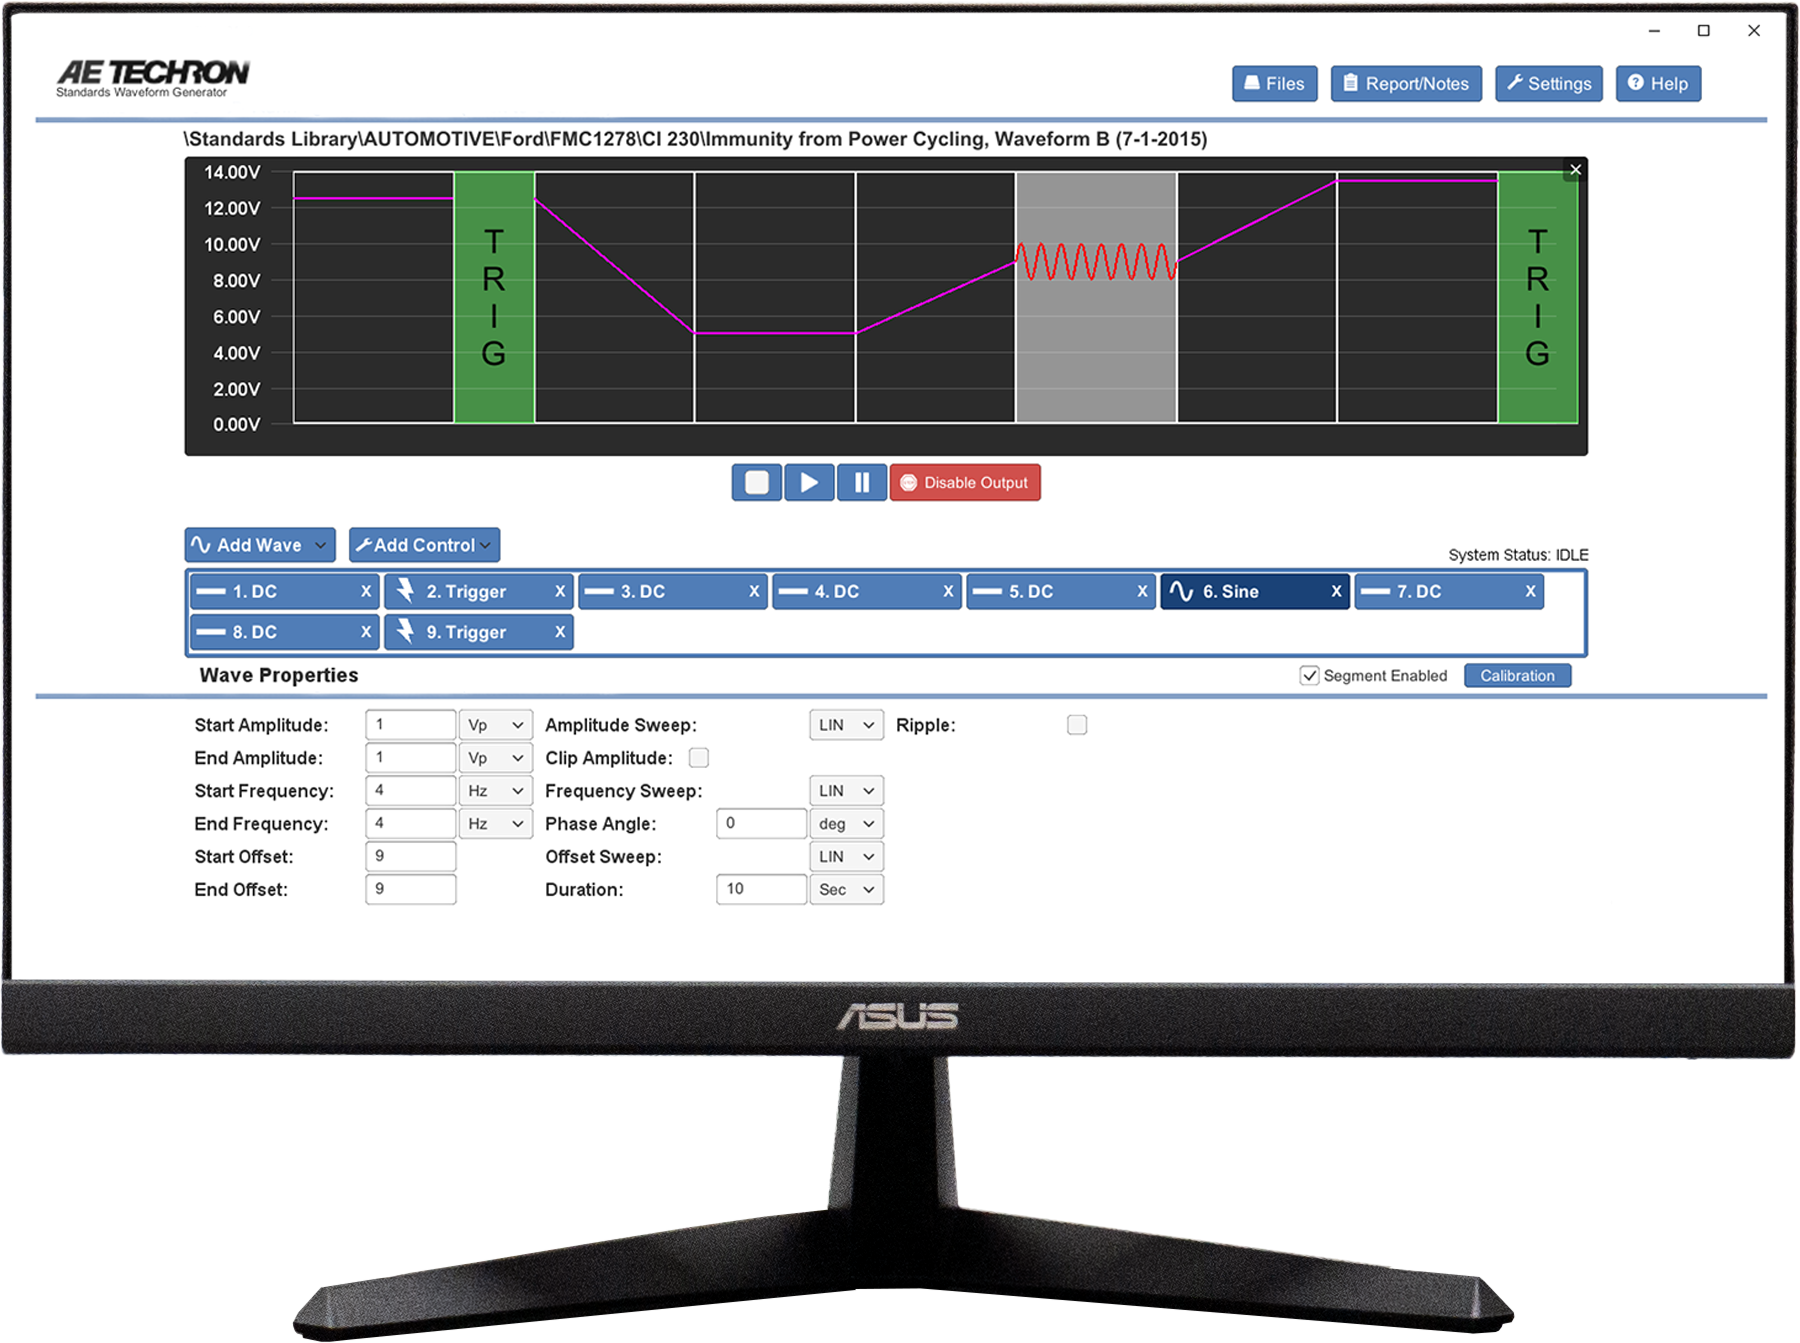 AE TECHRON
Standards Waveform Generator
Files Report/Notes Settings ? Help
\Standards Library\AUTOMOTIVE\Ford\FMC1278\CI 230\Immunity from Power Cycling, Waveform B (7-1-2015)
14.00V
12.00V
10.00V
8.00V
6.00V
4.00V
2.00V
0.00V
TRIG
TRIG
Disable Output
Add Wave Add Control
System Status: IDLE
1. DC X 2. Trigger X 3. DC X 4. DC X 5. DC X 6. Sine X 7. DC X
8. DC X 9. Trigger X
Wave Properties Segment Enabled Calibration
Start Amplitude: 1 Vp Amplitude Sweep: LIN Ripple:
End Amplitude: 1 Vp Clip Amplitude:
Start Frequency: 4 Hz Frequency Sweep: LIN
End Frequency: 4 Hz Phase Angle: 0 deg
Start Offset: 9 Offset Sweep: LIN
End Offset: 9 Duration: 10 Sec
ASUS